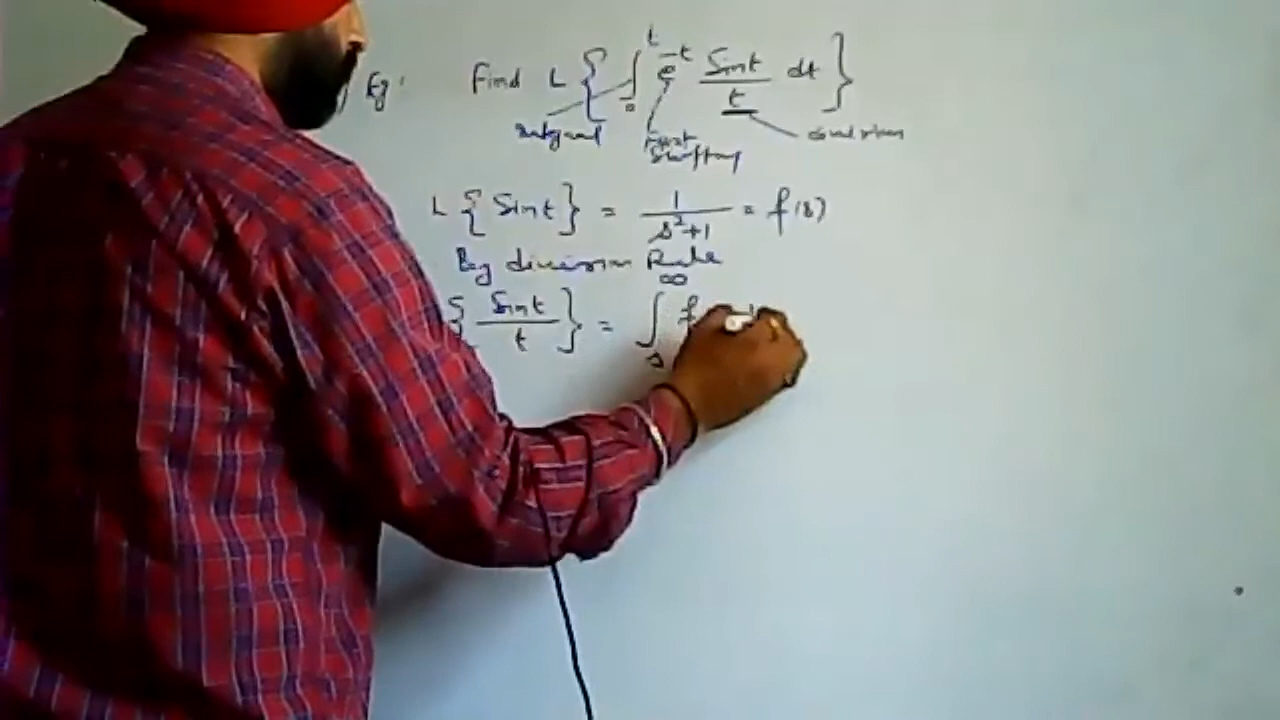 Eg: Find L { ∫₀ᵗ e⁻ᵗ Sint/t dt }
Integral First division
Shifting
L { Sint } = 1/(s²+1) = f(s)
By division Rule
{ Sint/t } = ∫ₛ^∞ f